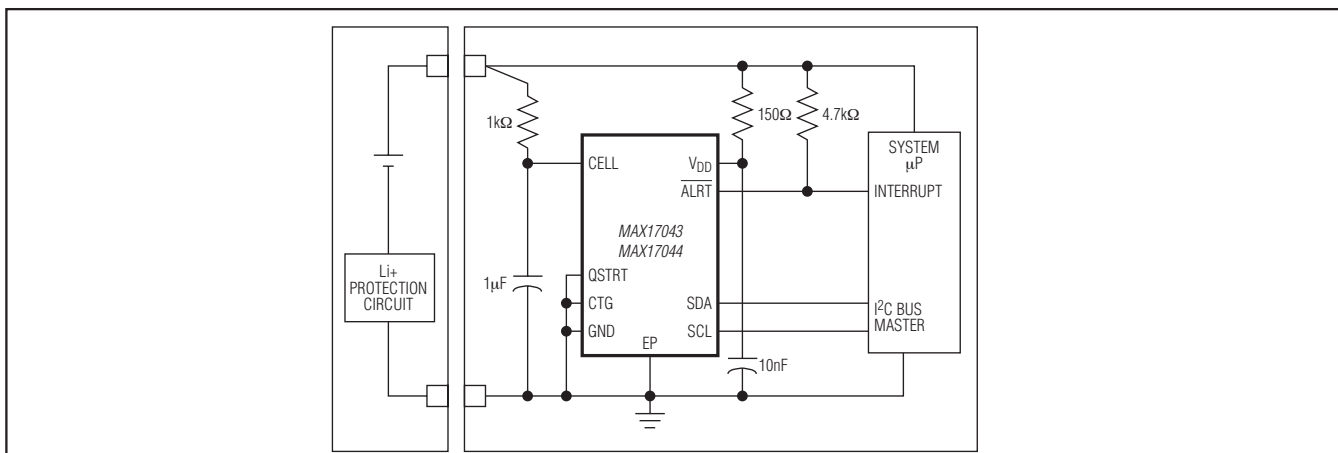 1kΩ
150Ω
4.7kΩ
SYSTEM
μP
CELL
VDD
ALRT
INTERRUPT
MAX17043
MAX17044
Li+
PROTECTION
CIRCUIT
1μF
QSTRT
CTG
GND
EP
SDA
SCL
I2C BUS
MASTER
10nF